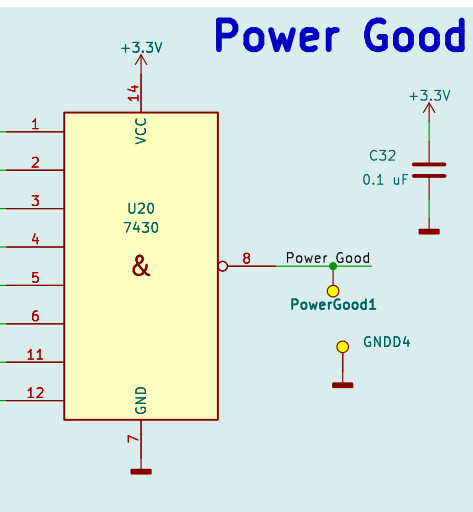 Power Good
+3.3V
+3.3V
14
VCC
1
C32
2
0.1 uF
3
U20
7430
4
&
8
Power Good
5
PowerGood1
6
GNDD4
11
12
GND
7